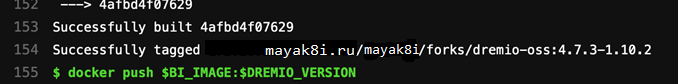 152 ---> 4afbd4f07629
153 Successfully built 4afbd4f07629
154 Successfully tagged mayak8i.ru/mayak8i/forks/dremio-oss:4.7.3-1.10.2
155 $ docker push $BI_IMAGE:$DREMIO_VERSION